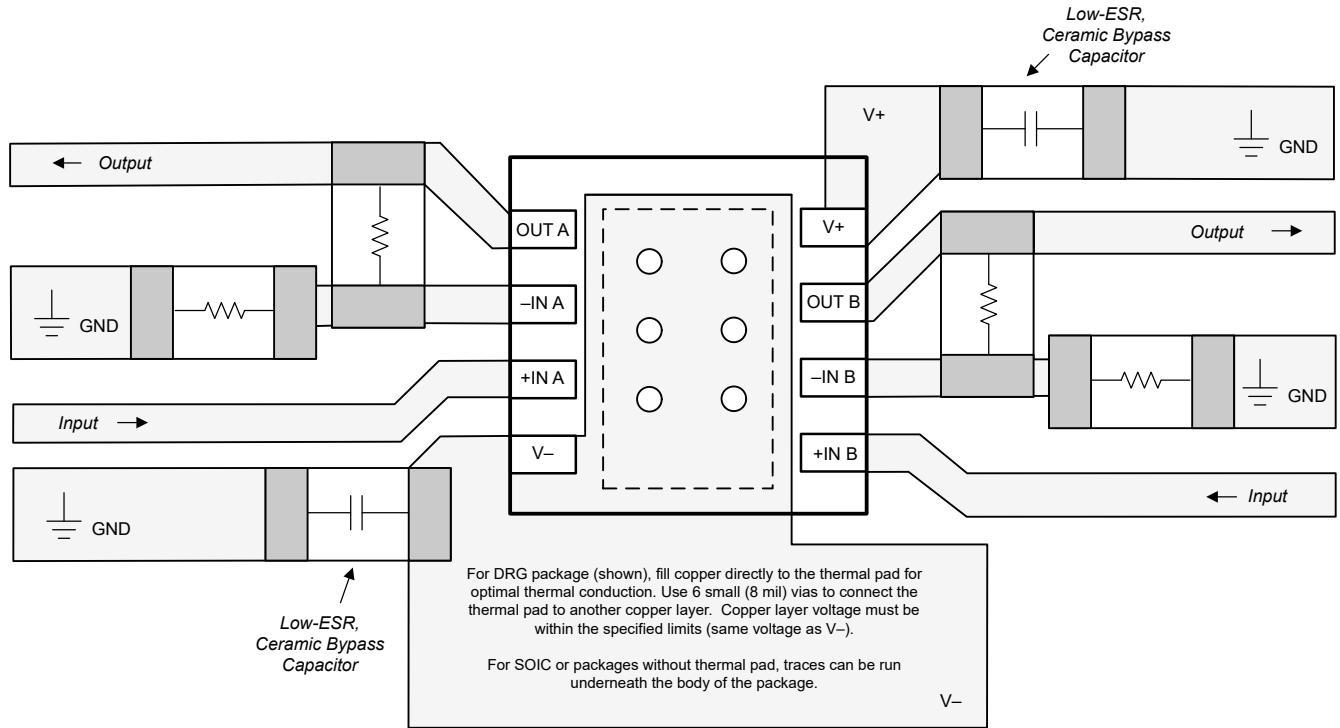 Low-ESR,
Ceramic Bypass
Capacitor
V+
GND
Output
OUT A
V+
Output
GND
–IN A
OUT B
+IN A
–IN B
GND
Input
V–
+IN B
Input
GND
For DRG package (shown), fill copper directly to the thermal pad for
optimal thermal conduction. Use 6 small (8 mil) vias to connect the
thermal pad to another copper layer. Copper layer voltage must be
within the specified limits (same voltage as V–).
For SOIC or packages without thermal pad, traces can be run
underneath the body of the package.
V–
Low-ESR,
Ceramic Bypass
Capacitor